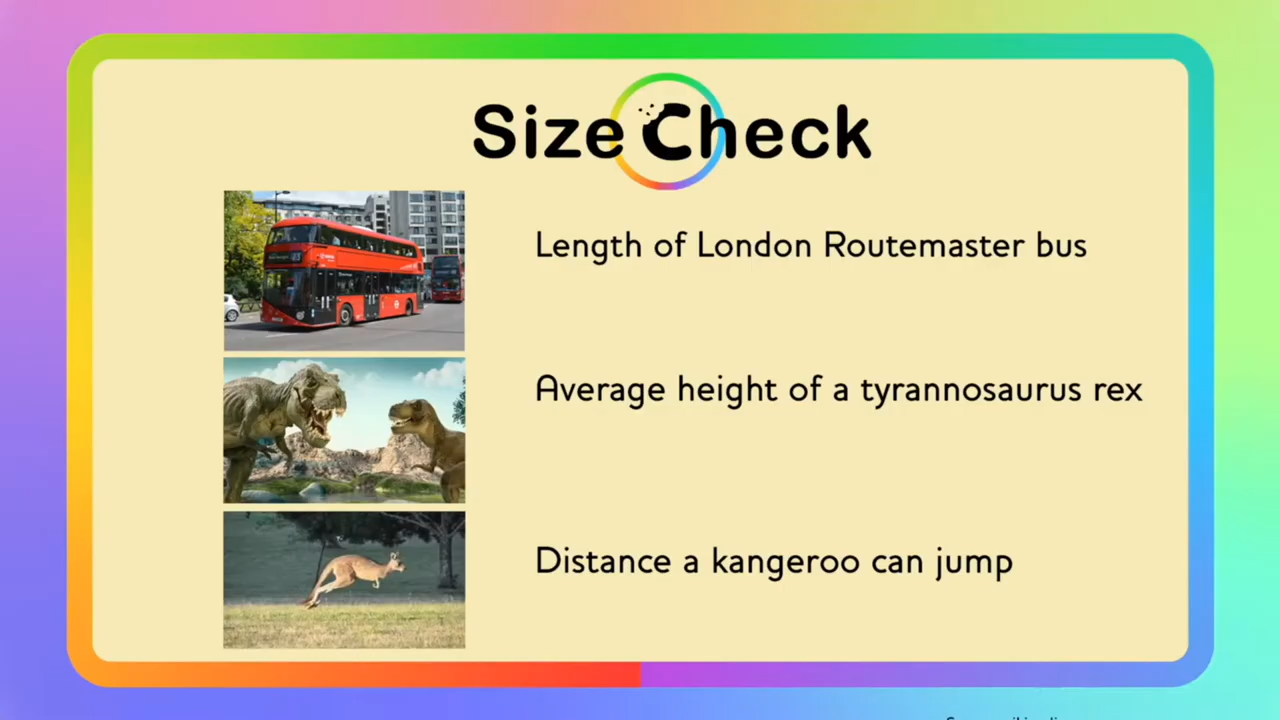 Size Check
Length of London Routemaster bus
Average height of a tyrannosaurus rex
Distance a kangeroo can jump